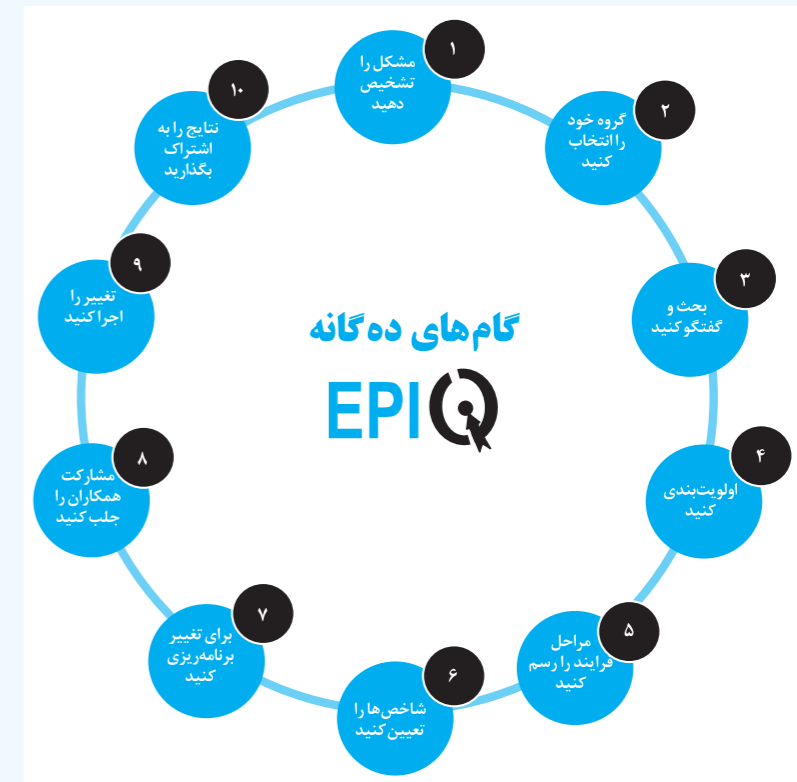 گام‌های ده گانه
EPIQ
۱
مشکل را
تشخیص
دهید
۲
گروه خود
را انتخاب
کنید
۳
بحث و
گفتگو کنید
۴
اولویت‌بندی
کنید
۵
مراحل
فرایند را رسم
کنید
۶
شاخص‌ها را
تعیین کنید
۷
برای تغییر
برنامه‌ریزی
کنید
۸
مشارکت
همکاران را
جلب کنید
۹
تغییر را
اجرا کنید
۱۰
نتایج را به
اشتراک
بگذارید